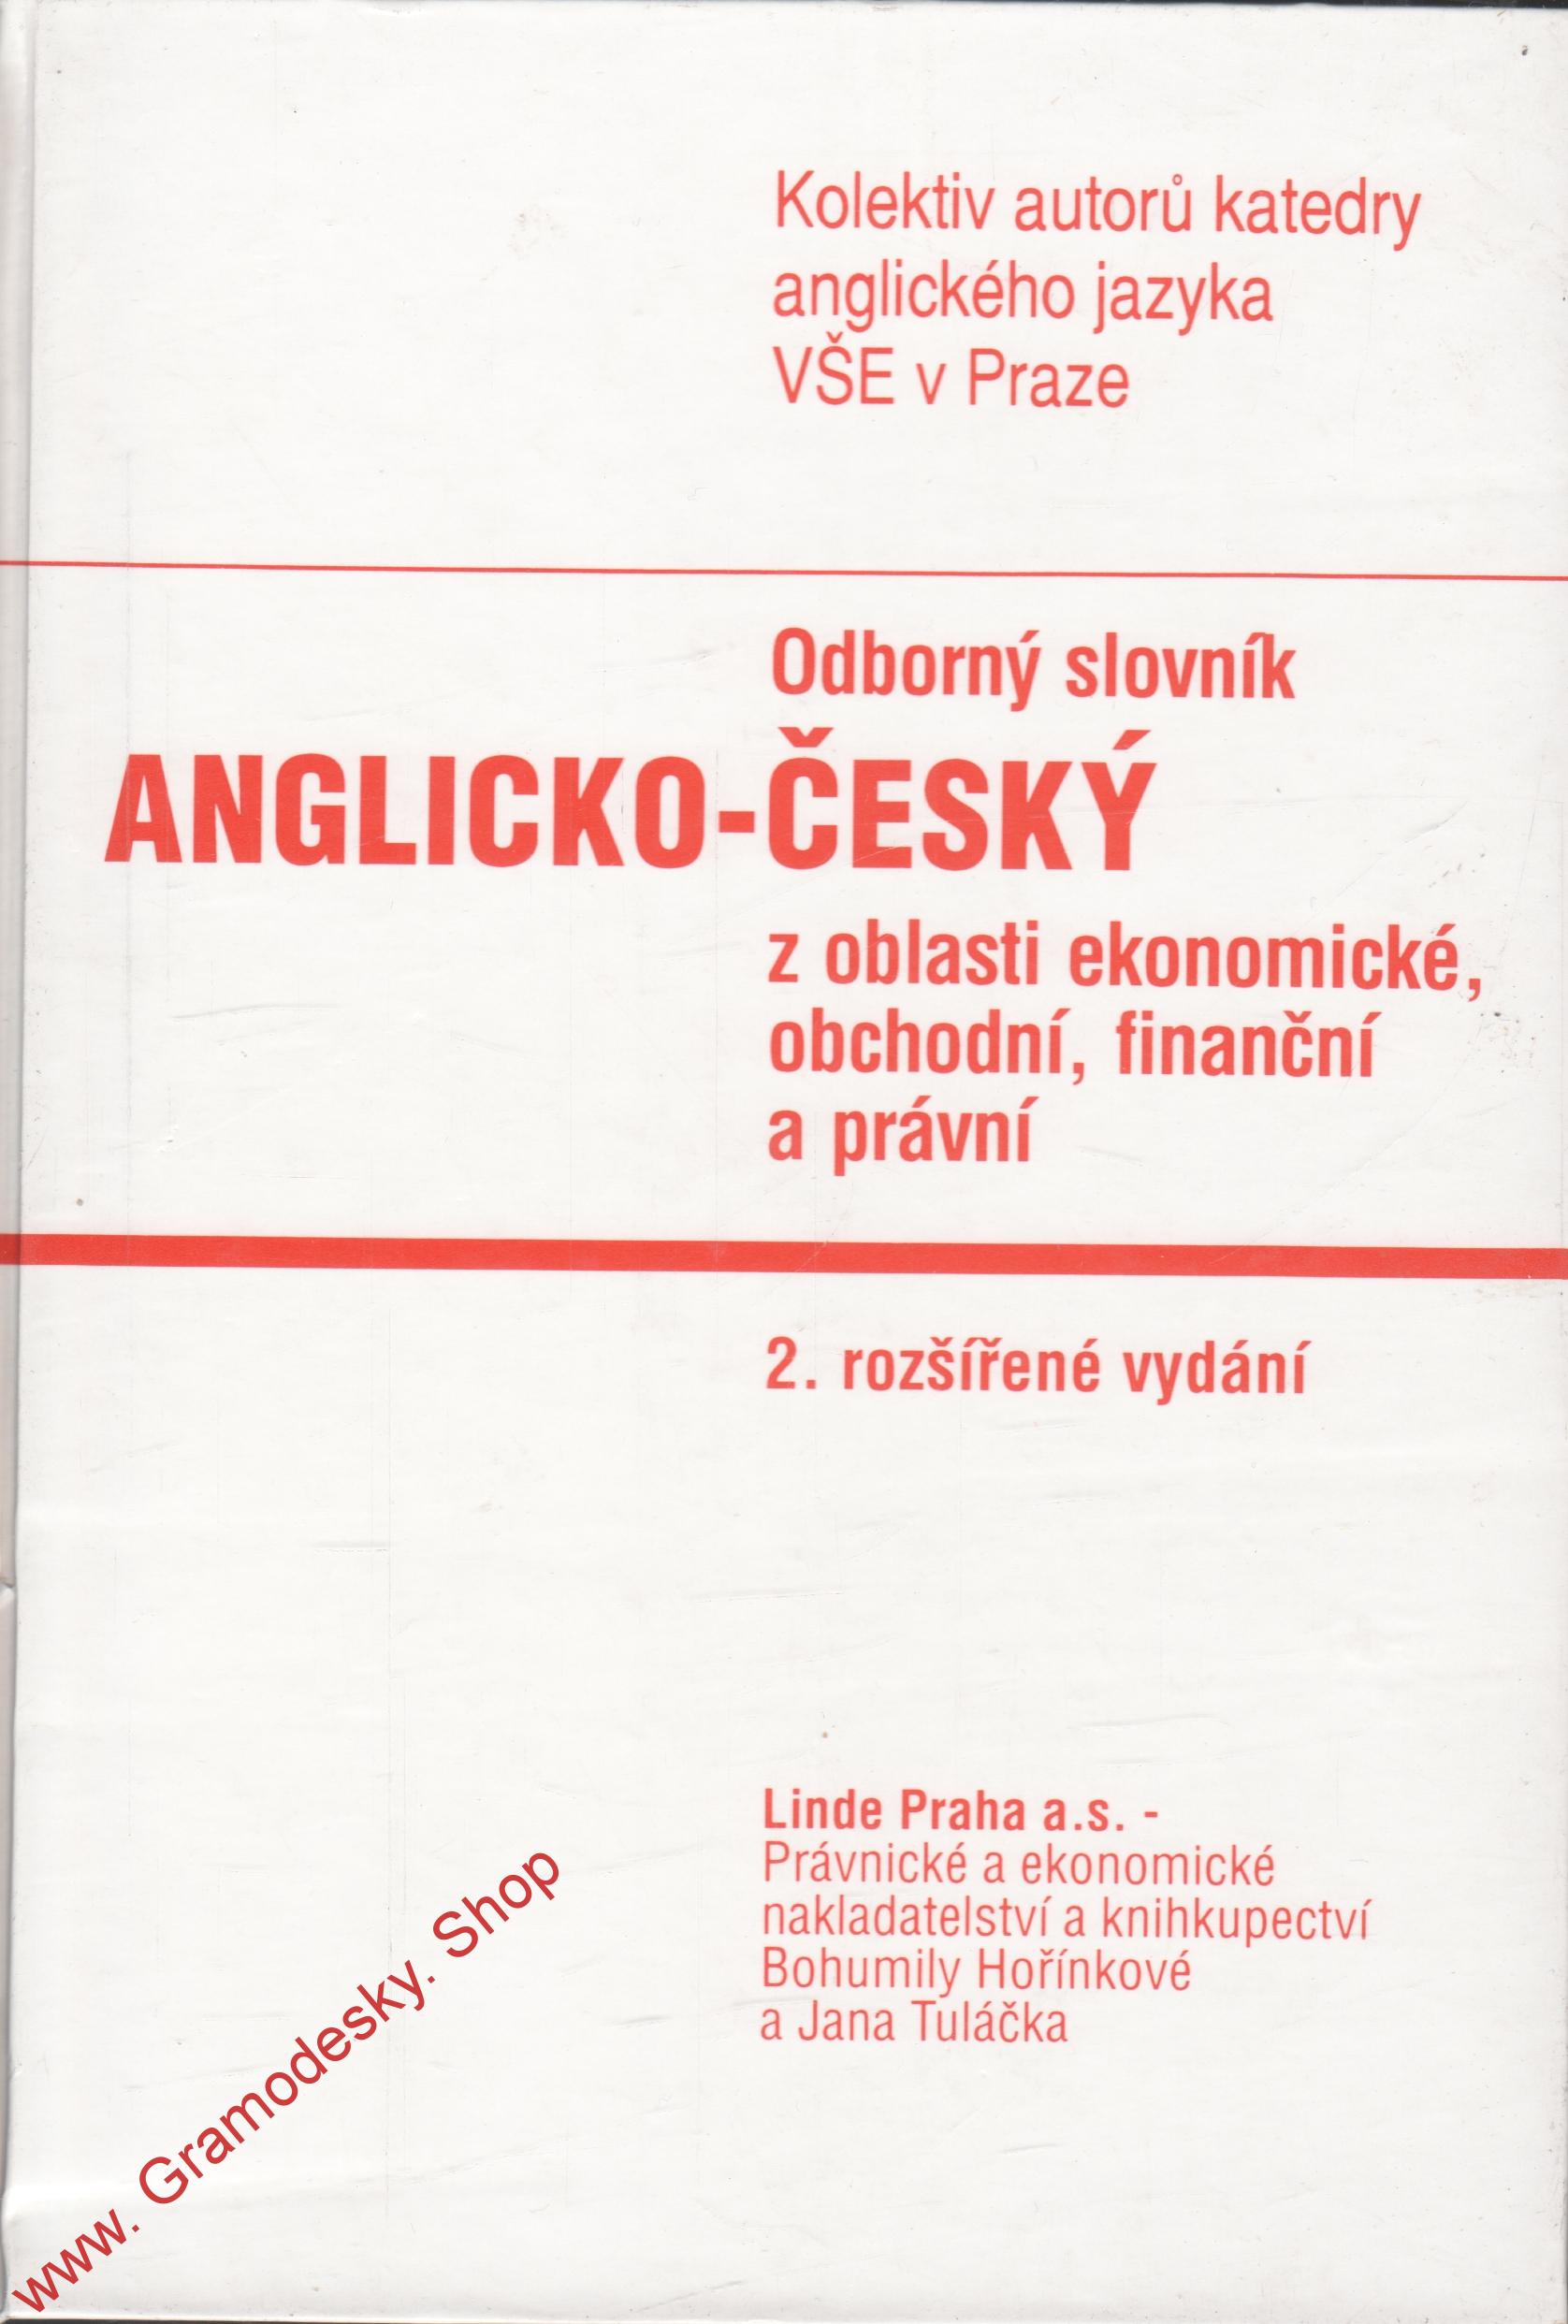 Kolektiv autorů katedry
anglického jazyka
VŠE v Praze
Odborný slovník
ANGLICKO-ČESKÝ
z oblasti ekonomické,
obchodní, finanční
a právní
2. rozšířené vydání
Linde Praha a.s. -
Právnické a ekonomické
nakladatelství a knihkupectví
Bohumily Hořínkové
a Jana Tuláčka
www. Gramodesky. Shop